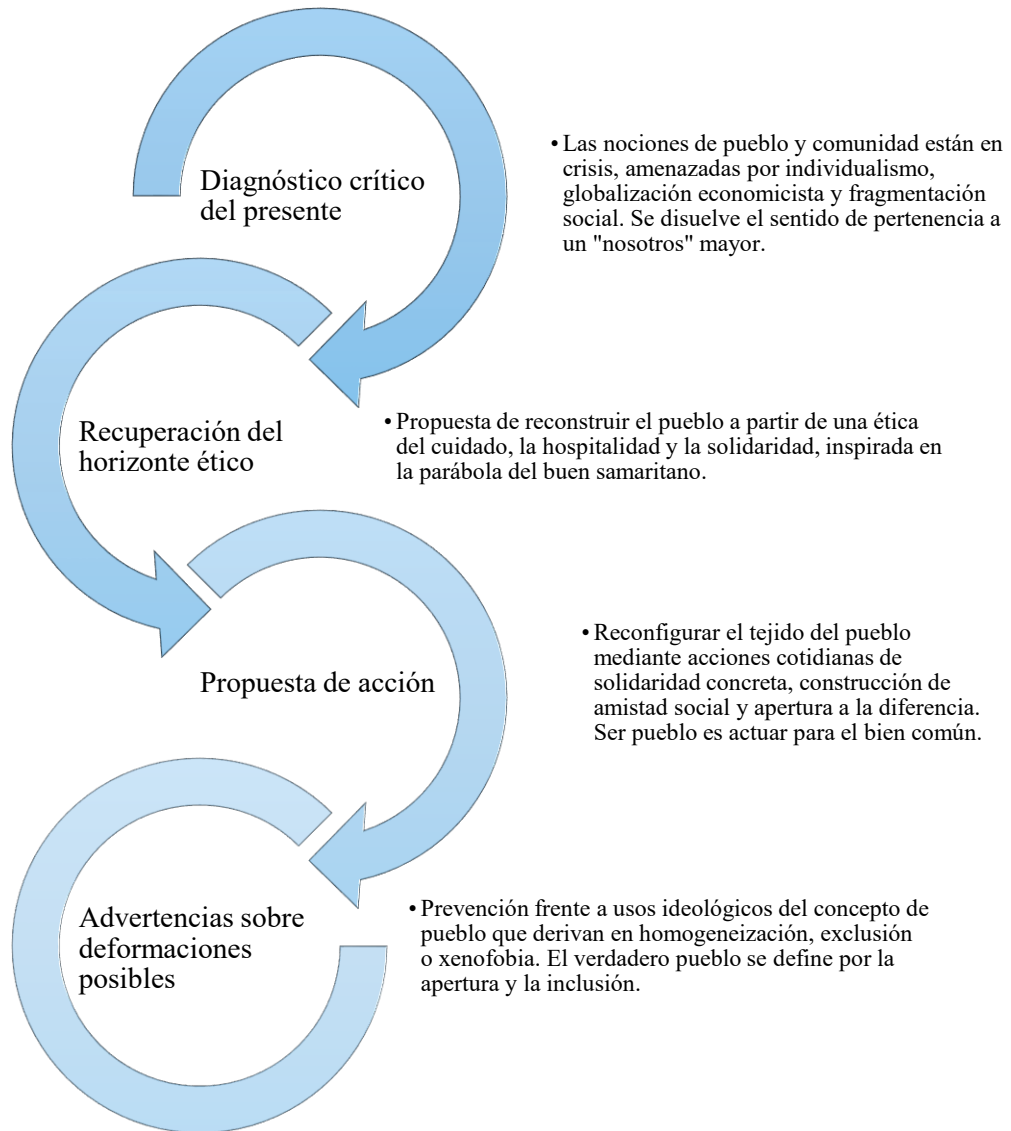 Diagnóstico crítico
del presente
• Las nociones de pueblo y comunidad están en
crisis, amenazadas por individualismo,
globalización economicista y fragmentación
social. Se disuelve el sentido de pertenencia a
un "nosotros" mayor.
Recuperación del
horizonte ético
• Propuesta de reconstruir el pueblo a partir de una ética
del cuidado, la hospitalidad y la solidaridad, inspirada en
la parábola del buen samaritano.
Propuesta de acción
• Reconfigurar el tejido del pueblo
mediante acciones cotidianas de
solidaridad concreta, construcción de
amistad social y apertura a la diferencia.
Ser pueblo es actuar para el bien común.
Advertencias sobre
deformaciones
posibles
• Prevención frente a usos ideológicos del concepto de
pueblo que derivan en homogeneización, exclusión
o xenofobia. El verdadero pueblo se define por la
apertura y la inclusión.